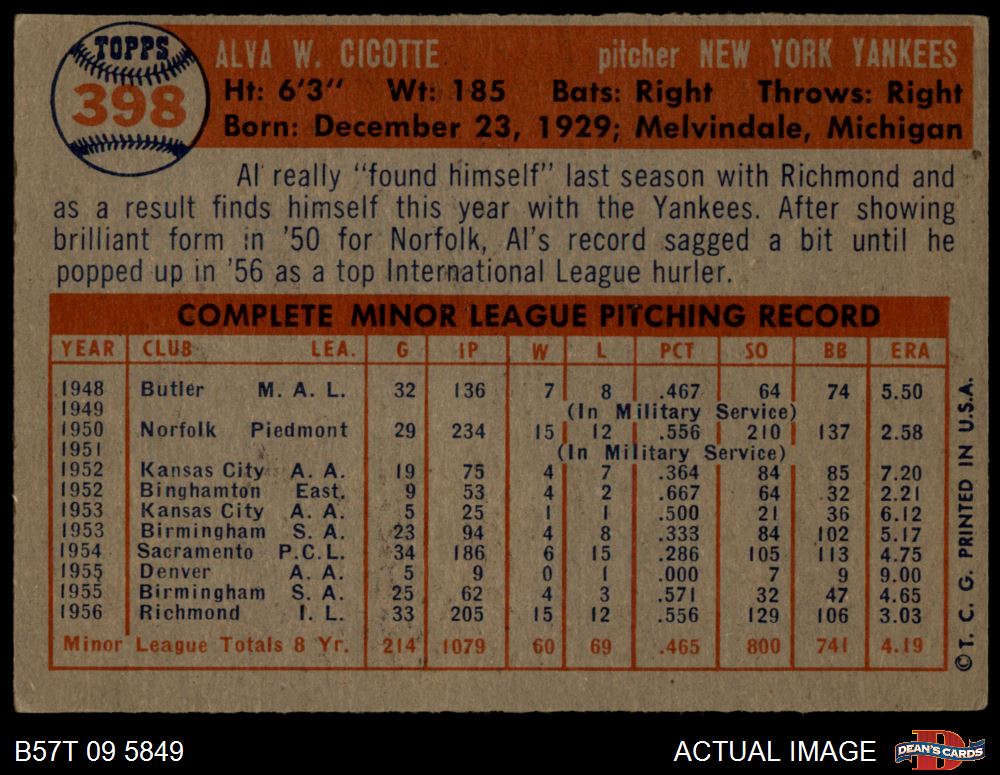 TOPPS
398
ALVA W. CICOTTE pitcher NEW YORK YANKEES
Ht: 6'3" Wt: 185 Bats: Right Throws: Right
Born: December 23, 1929; Melvindale, Michigan
Al really "found himself" last season with Richmond and
as a result finds himself this year with the Yankees. After showing
brilliant form in '50 for Norfolk, Al's record sagged a bit until he
popped up in '56 as a top International League hurler.
COMPLETE MINOR LEAGUE PITCHING RECORD
YEAR CLUB LEA. G IP W L PCT SO BB ERA
1948 Butler M. A. L. 32 136 7 8 .467 64 74 5.50
1949 (In Military Service)
1950 Norfolk Piedmont 29 234 15 12 .556 210 137 2.58
1951 (In Military Service)
1952 Kansas City A. A. 19 75 4 7 .364 84 85 7.20
1952 Binghamton East. 9 53 4 2 .667 64 32 2.21
1953 Kansas City A. A. 5 25 1 1 .500 21 36 6.12
1953 Birmingham S. A. 23 94 4 8 .333 84 102 5.17
1954 Sacramento P.C.L. 34 186 6 15 .286 105 113 4.75
1955 Denver A. A. 5 9 0 1 .000 7 9 9.00
1955 Birmingham S. A. 25 62 4 3 .571 32 47 4.65
1956 Richmond I. L. 33 205 15 12 .556 129 106 3.03
Minor League Totals 8 Yr. 214 1079 60 69 .465 800 741 4.19
© T. C. G. PRINTED IN U.S.A.
B57T 09 5849 ACTUAL IMAGE
D
DEAN'S CARDS